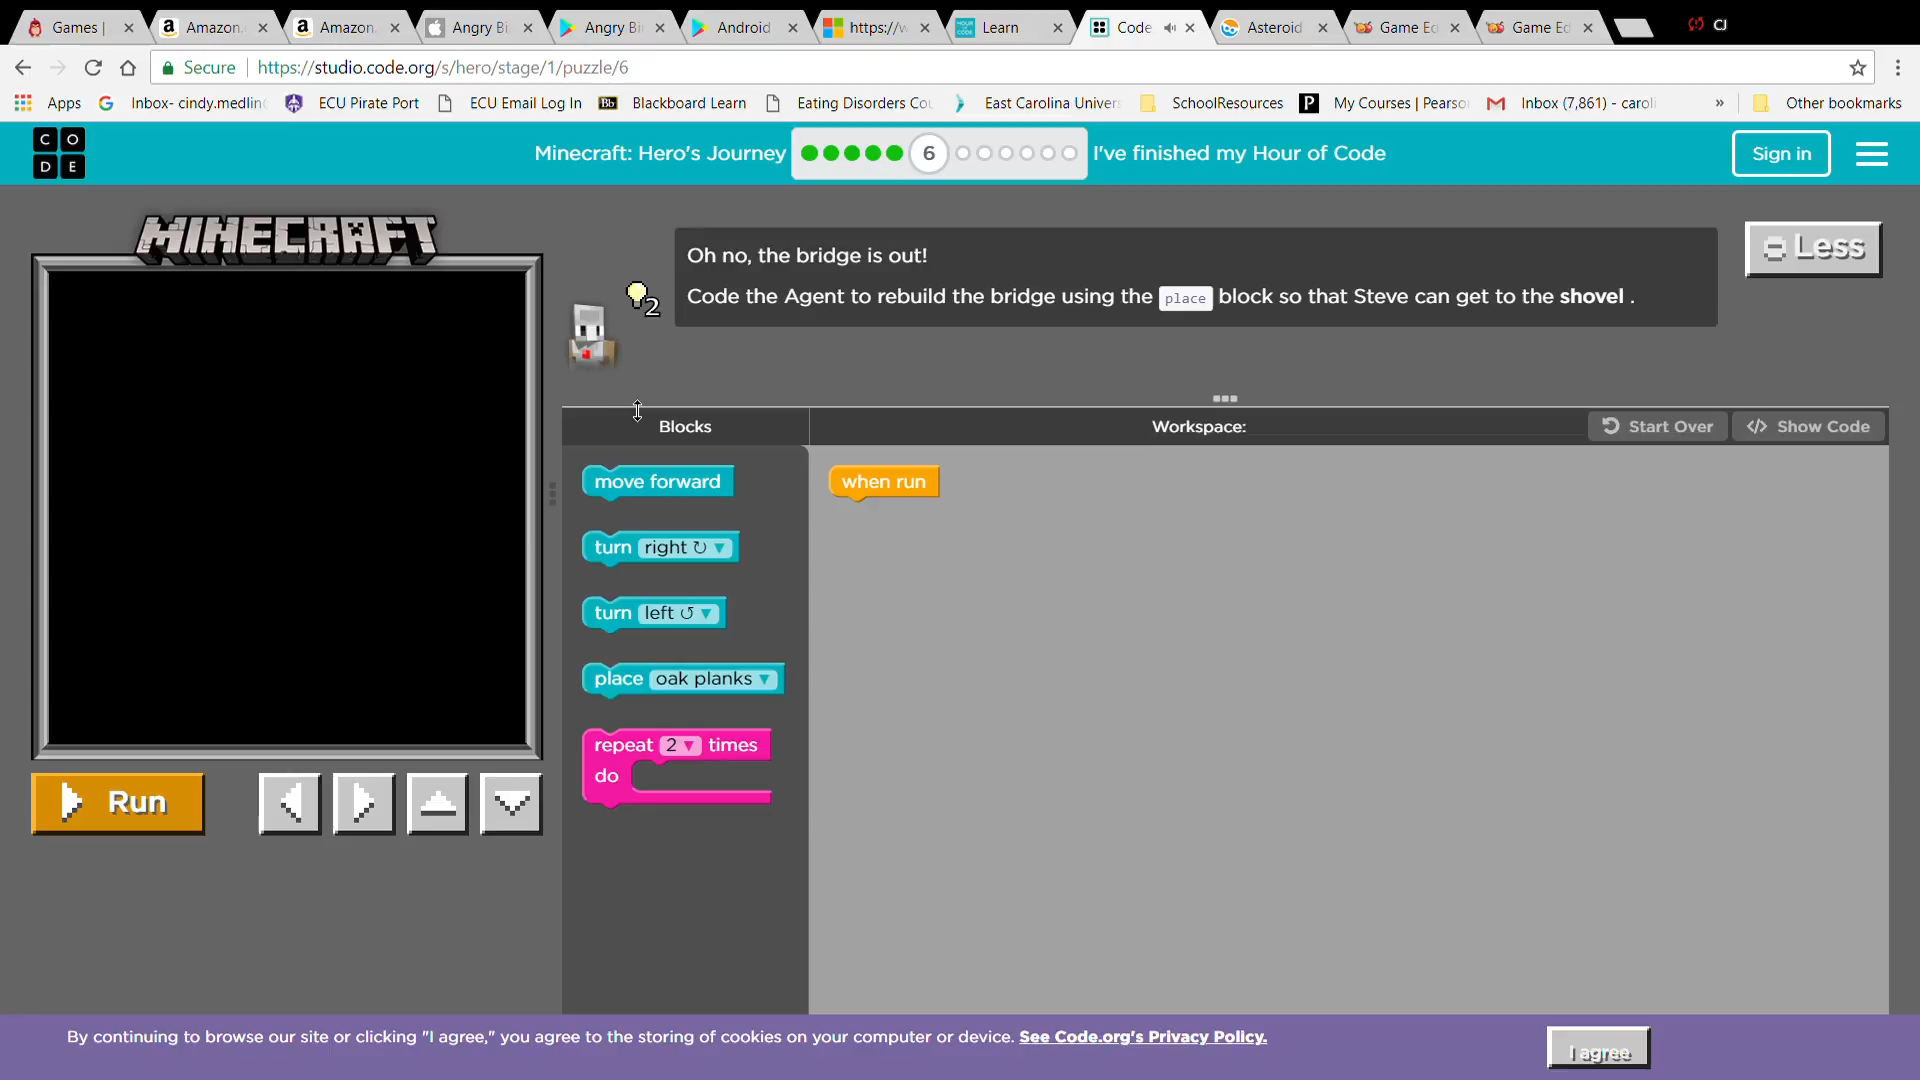 Games |
Amazon.
Amazon.
Angry Bi
Angry Bi
Android
https://w
Learn
Code
Asteroid
Game Ed
Game Ed
CJ
Secure
https://studio.code.org/s/hero/stage/1/puzzle/6
Apps
Inbox- cindy.medlin
ECU Pirate Port
ECU Email Log In
Bb
Blackboard Learn
Eating Disorders Cou
East Carolina Univers
SchoolResources
P
My Courses | Pearso
Inbox (7,861) - caroli
»
Other bookmarks
C O
D E
Minecraft: Hero's Journey
6
I've finished my Hour of Code
Sign in
MINECRAFT
Oh no, the bridge is out!
2
Code the Agent to rebuild the bridge using the place block so that Steve can get to the shovel .
Less
Blocks
Workspace:
Start Over
</> Show Code
move forward
when run
turn right ↻ ▼
turn left ↺ ▼
place oak planks ▼
repeat 2 ▼ times
do
Run
By continuing to browse our site or clicking "I agree," you agree to the storing of cookies on your computer or device. See Code.org's Privacy Policy.
I agree